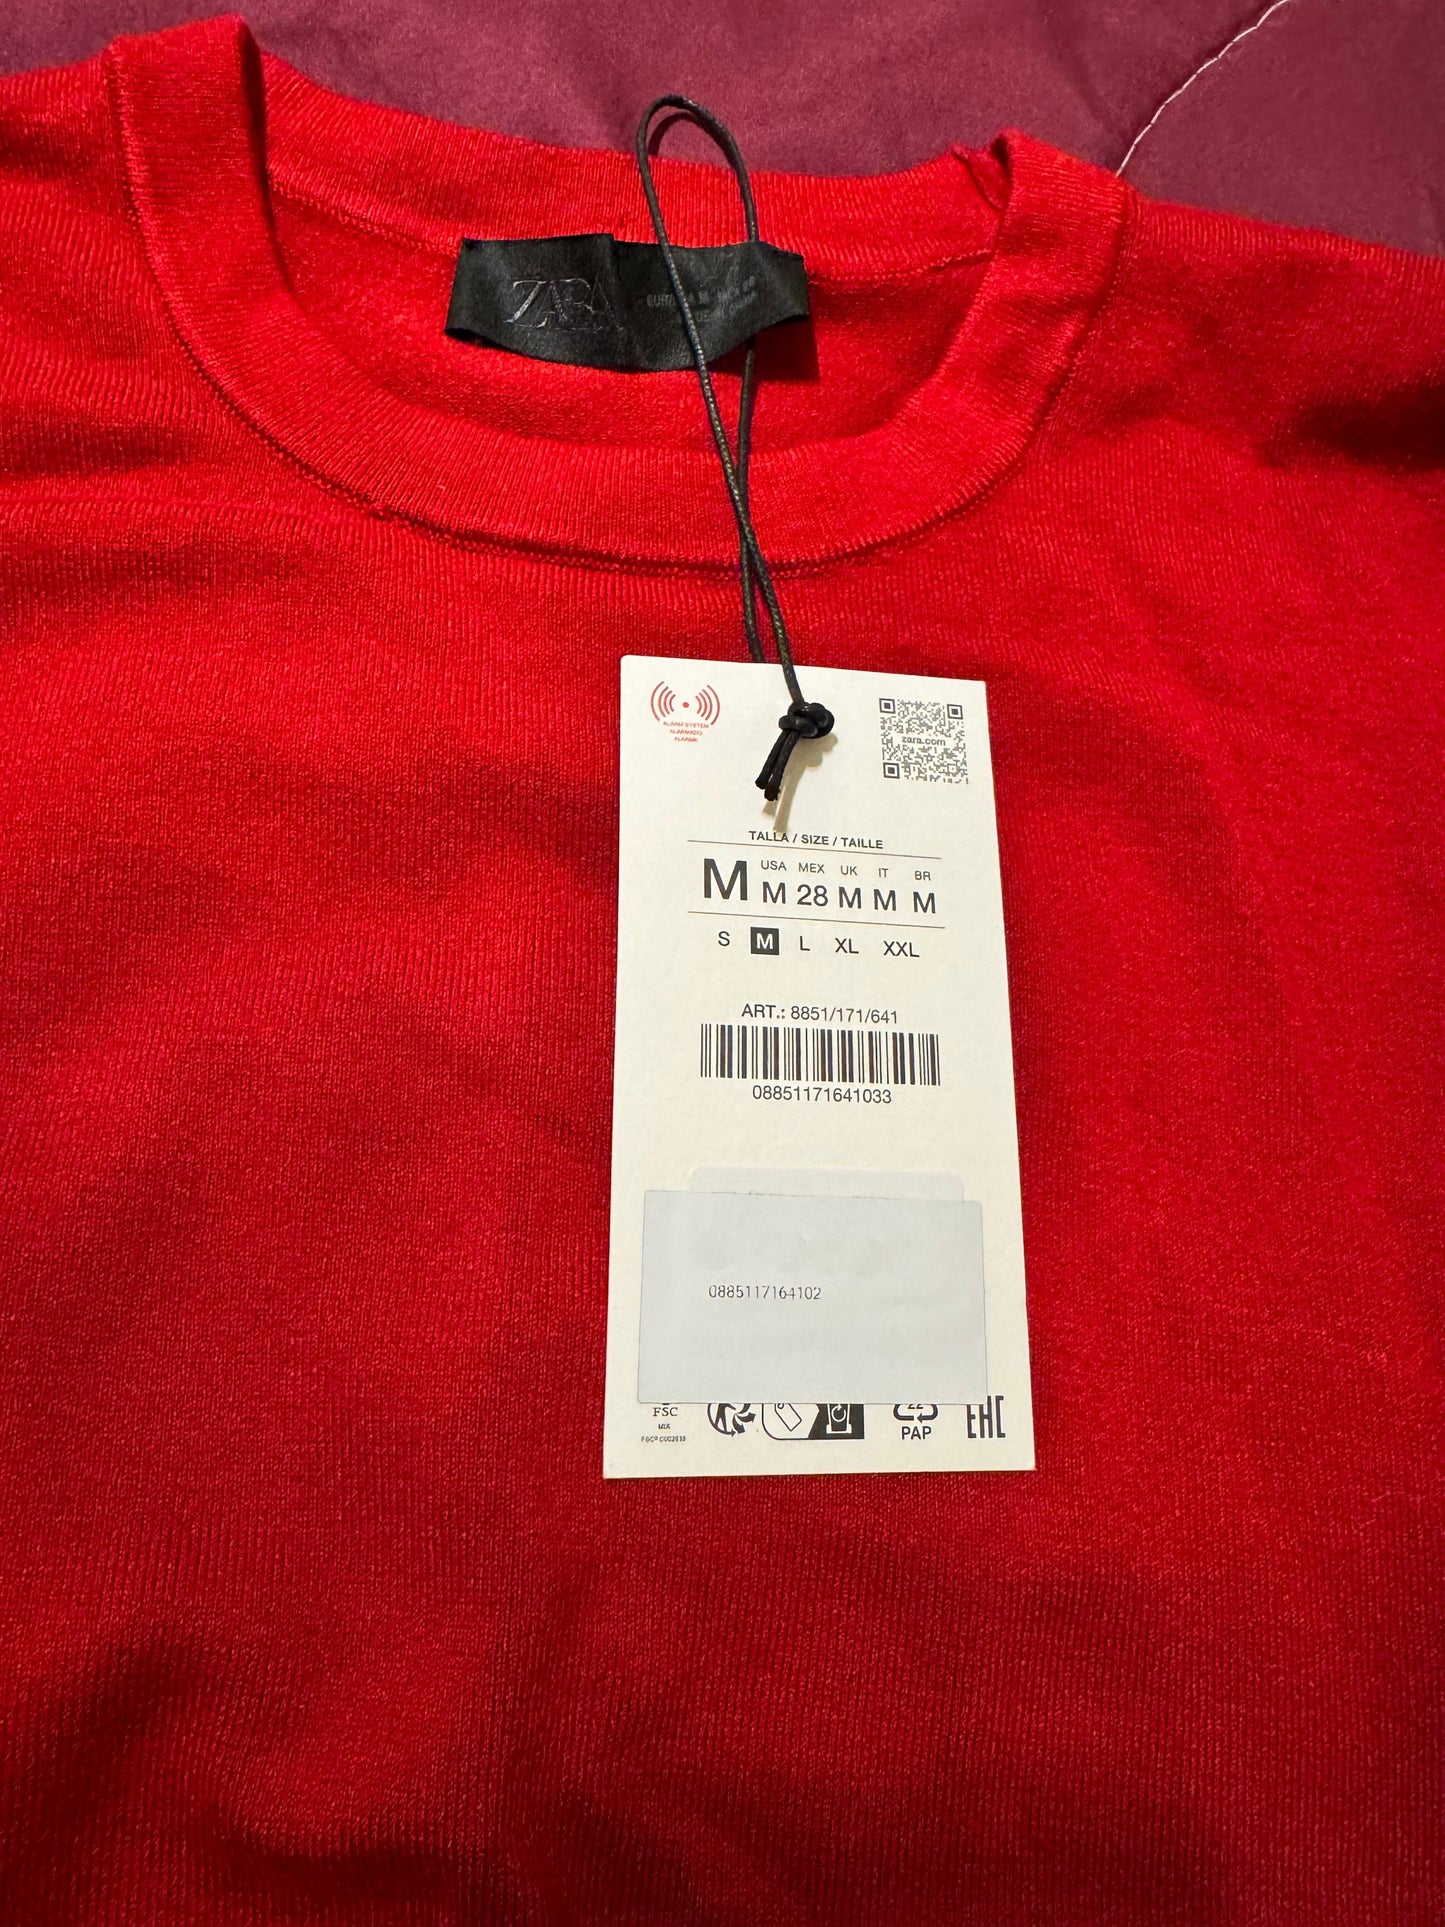 ZARA
ALARM SYSTEM
zara.com
TALLA / SIZE / TAILLE
M USA MEX UK IT BR
M 28 M M M
S M L XL XXL
ART.: 8851/171/641
08851171641033
0885117164102
FSC
MIX
PAP
EAC